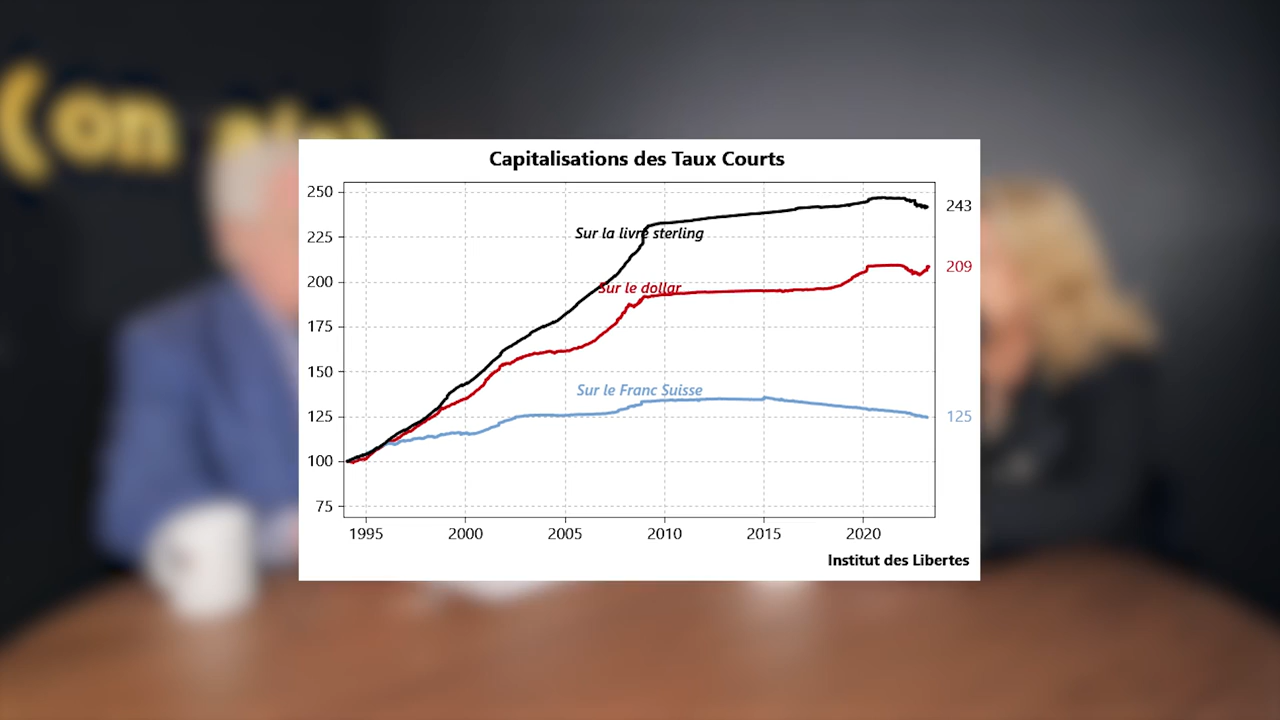 Capitalisations des Taux Courts
250
225
200
175
150
125
100
75
Sur la livre sterling
Sur le dollar
Sur le Franc Suisse
243
209
125
1995 2000 2005 2010 2015 2020
Institut des Libertes
on